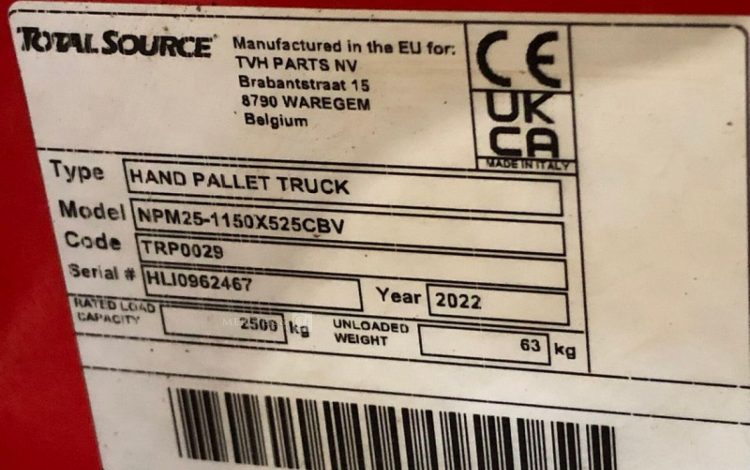 TOTALSOURCE
Manufactured in the EU for:
TVH PARTS NV
Brabantstraat 15
8790 WAREGEM
Belgium
CE
UK
CA
MADE IN ITALY
Type HAND PALLET TRUCK
Model NPM25-1150X525CBV
Code TRP0029
Serial # HLI0962467 Year 2022
RATED LOAD CAPACITY 2500 kg UNLOADED WEIGHT 63 kg